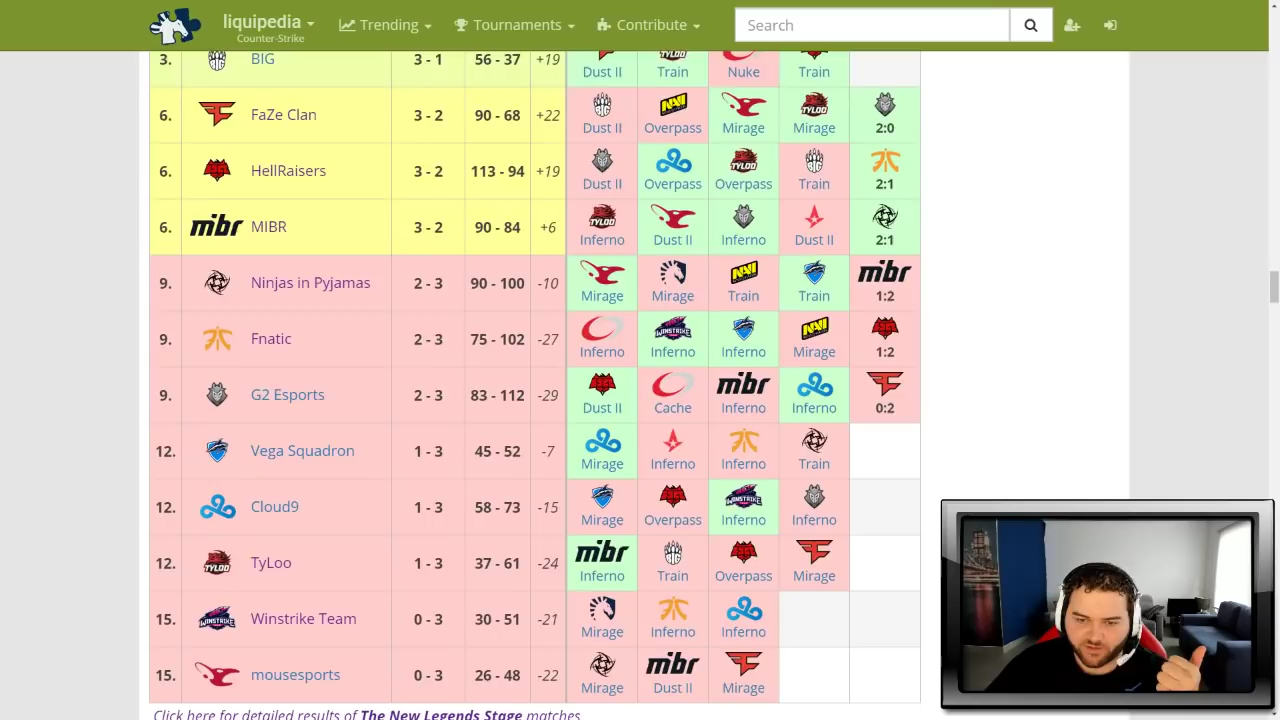 liquipedia
Counter-Strike
Trending
Tournaments
Contribute
Search
3. BIG 3 - 1 56 - 37 +19 Dust II Train Nuke Train
6. FaZe Clan 3 - 2 90 - 68 +22 Dust II Overpass Mirage Mirage 2:0
6. HellRaisers 3 - 2 113 - 94 +19 Dust II Overpass Overpass Train 2:1
6. mibr MIBR 3 - 2 90 - 84 +6 Inferno Dust II Inferno Dust II 2:1
9. Ninjas in Pyjamas 2 - 3 90 - 100 -10 Mirage Mirage Train Train mibr 1:2
9. Fnatic 2 - 3 75 - 102 -27 Inferno Inferno Inferno Mirage 1:2
9. G2 Esports 2 - 3 83 - 112 -29 Dust II Cache mibr Inferno Inferno 0:2
12. Vega Squadron 1 - 3 45 - 52 -7 Mirage Inferno Inferno Train
12. Cloud9 1 - 3 58 - 73 -15 Mirage Overpass Inferno Inferno
12. TyLoo 1 - 3 37 - 61 -24 mibr Inferno Train Overpass Mirage
15. Winstrike Team 0 - 3 30 - 51 -21 Mirage Inferno Inferno
15. mousesports 0 - 3 26 - 48 -22 Mirage mibr Dust II Mirage
Click here for detailed results of The New Legends Stage matches